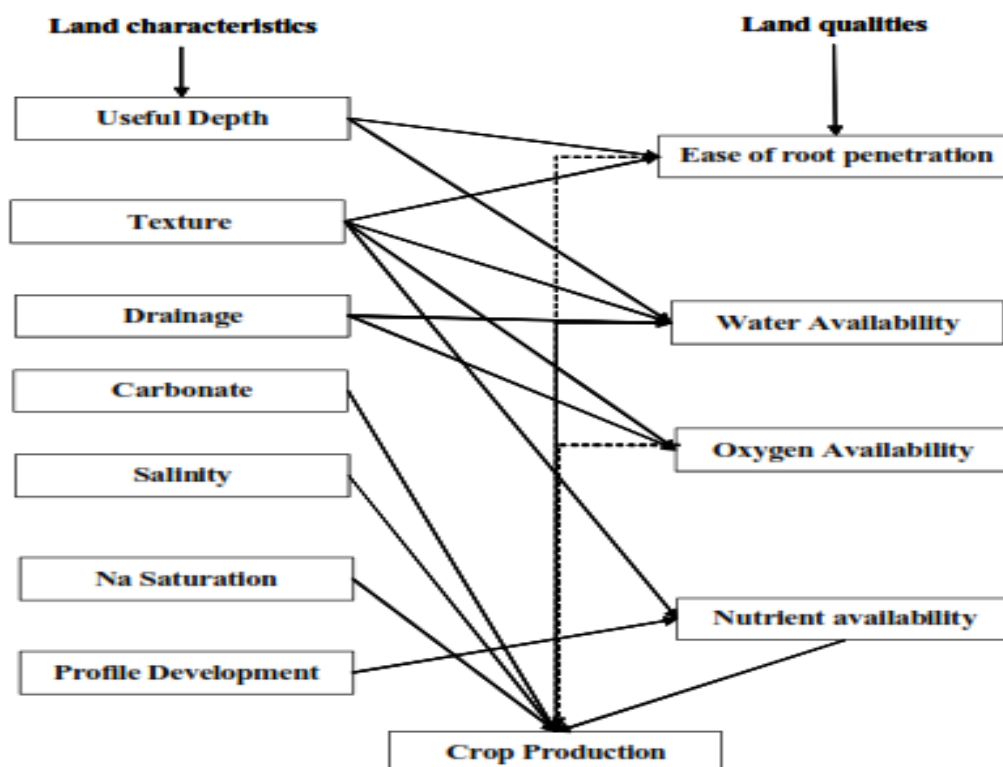 Land characteristics
Land qualities
Useful Depth
Ease of root penetration
Texture
Drainage
Water Availability
Carbonate
Oxygen Availability
Salinity
Na Saturation
Nutrient availability
Profile Development
Crop Production